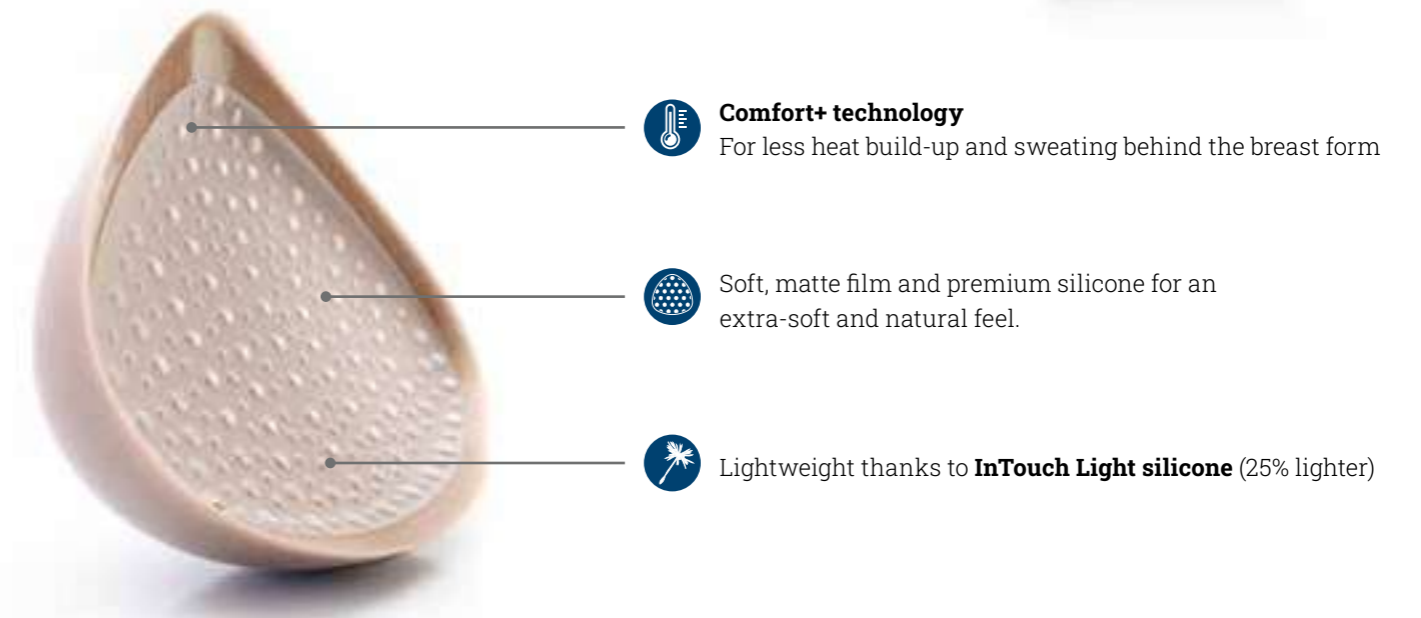 Comfort+ technology
For less heat build-up and sweating behind the breast form
Soft, matte film and premium silicone for an
extra-soft and natural feel.
Lightweight thanks to InTouch Light silicone (25% lighter)